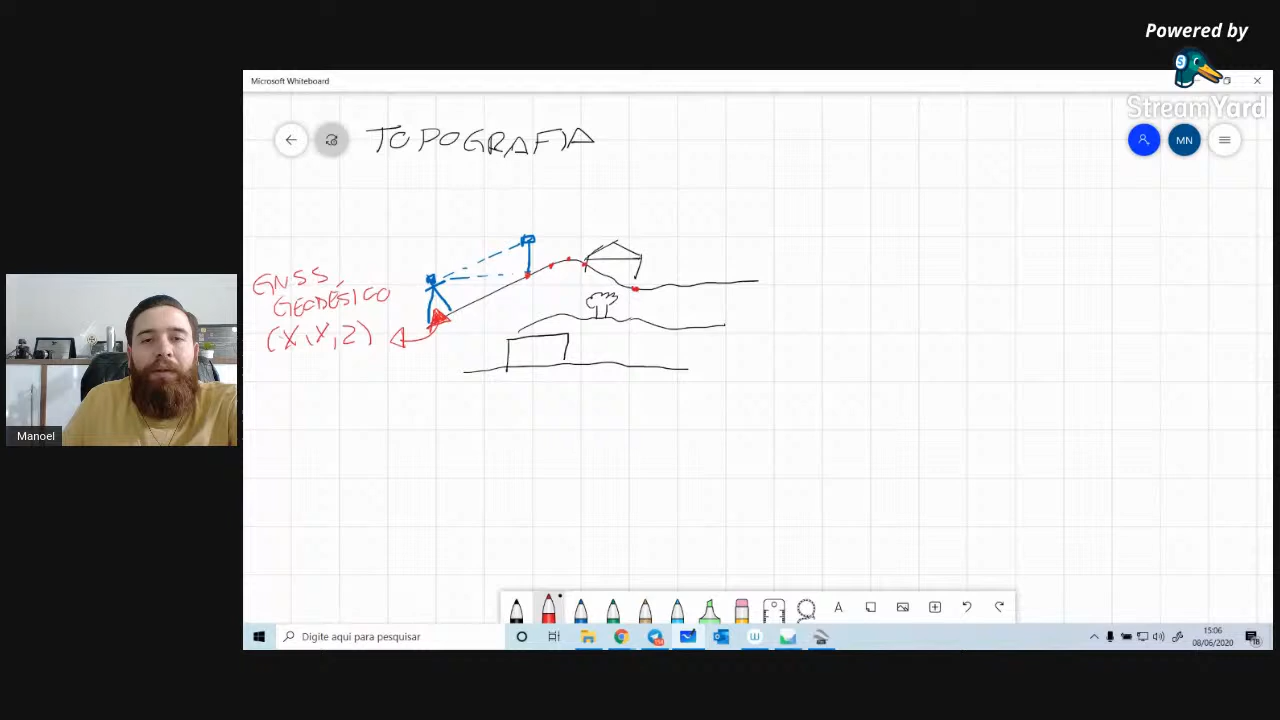 Powered by
StreamYard
Microsoft Whiteboard
TOPOGRAFIA
MN
GNSS
GEODÉSICO
(X,Y,Z)
Manoel
Digite aqui para pesquisar
15:06
08/06/2020